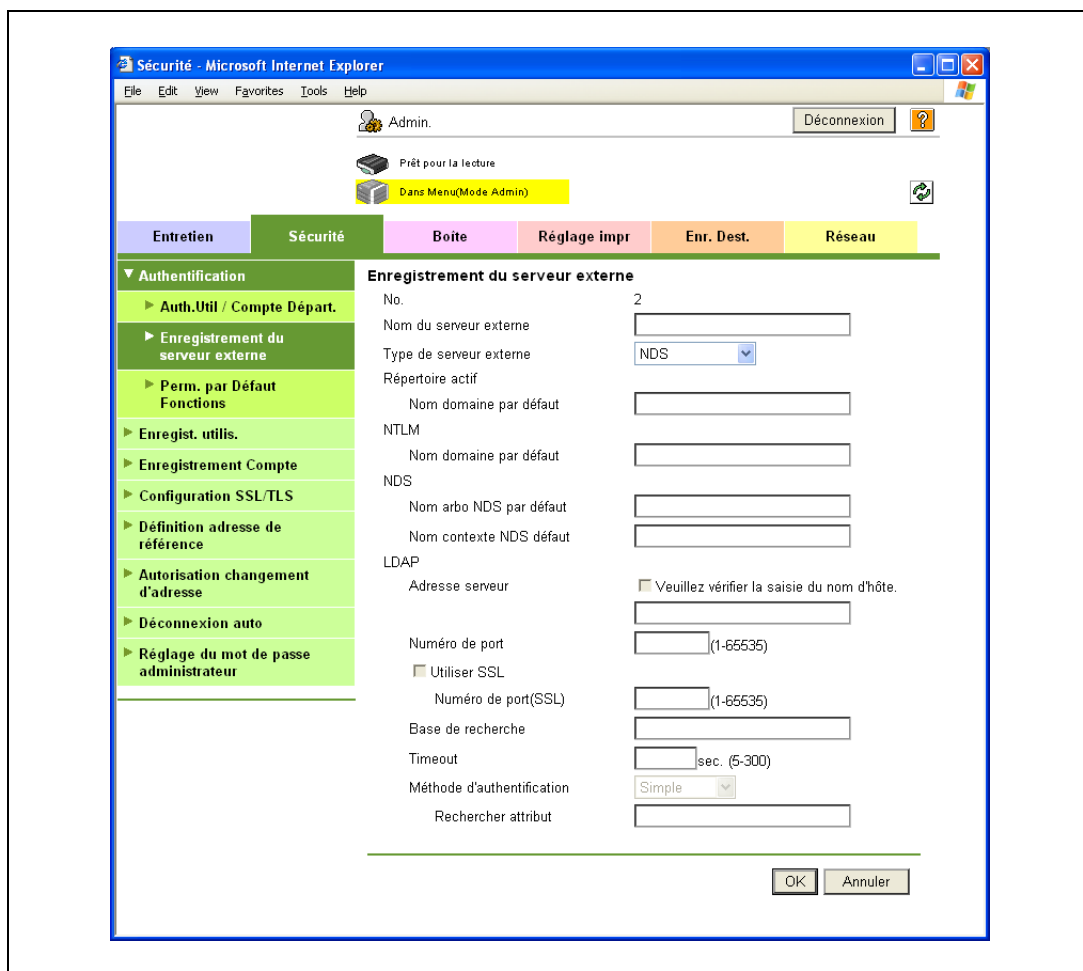 Sécurité - Microsoft Internet Explorer
File Edit View Favorites Tools Help
Admin.
Déconnexion
?
Prêt pour la lecture
Dans Menu(Mode Admin)
Entretien Sécurité Boîte Réglage impr Enr. Dest. Réseau
Authentification
Auth.Util / Compte Départ.
Enregistrement du
serveur externe
Perm. par Défaut
Fonctions
Enregist. utilis.
Enregistrement Compte
Configuration SSL/TLS
Définition adresse de
référence
Autorisation changement
d'adresse
Déconnexion auto
Réglage du mot de passe
administrateur
Enregistrement du serveur externe
No. 2
Nom du serveur externe
Type de serveur externe NDS
Répertoire actif
Nom domaine par défaut
NTLM
Nom domaine par défaut
NDS
Nom arbo NDS par défaut
Nom contexte NDS défaut
LDAP
Adresse serveur Veuillez vérifier la saisie du nom d'hôte.
Numéro de port (1-65535)
Utiliser SSL
Numéro de port(SSL) (1-65535)
Base de recherche
Timeout sec. (5-300)
Méthode d'authentification Simple
Rechercher attribut
OK Annuler